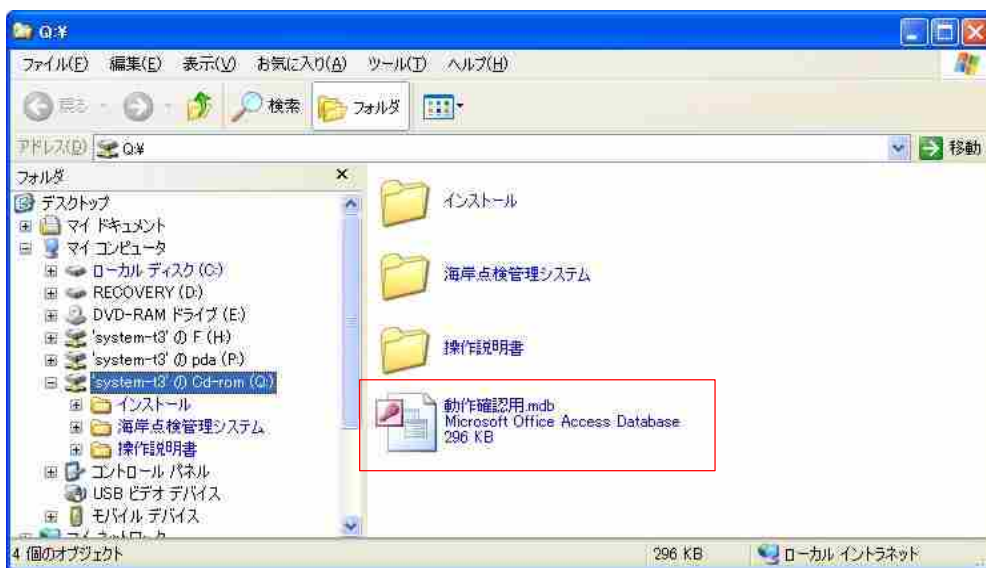 Q:¥
ファイル(F) 編集(E) 表示(V) お気に入り(A) ツール(T) ヘルプ(H)
戻る 検索 フォルダ
アドレス(D) Q:¥ 移動
フォルダ
デスクトップ
マイ ドキュメント
マイ コンピュータ
ローカル ディスク (C:)
RECOVERY (D:)
DVD-RAM ドライブ (E:)
'system-t3' の F (H:)
'system-t3' の pda (P:)
'system-t3' の Cd-rom (Q:)
インストール
海岸点検管理システム
操作説明書
コントロール パネル
USB ビデオ デバイス
モバイル デバイス
マイ ネットワーク
インストール
海岸点検管理システム
操作説明書
動作確認用.mdb
Microsoft Office Access Database
296 KB
4 個のオブジェクト 296 KB ローカル イントラネット